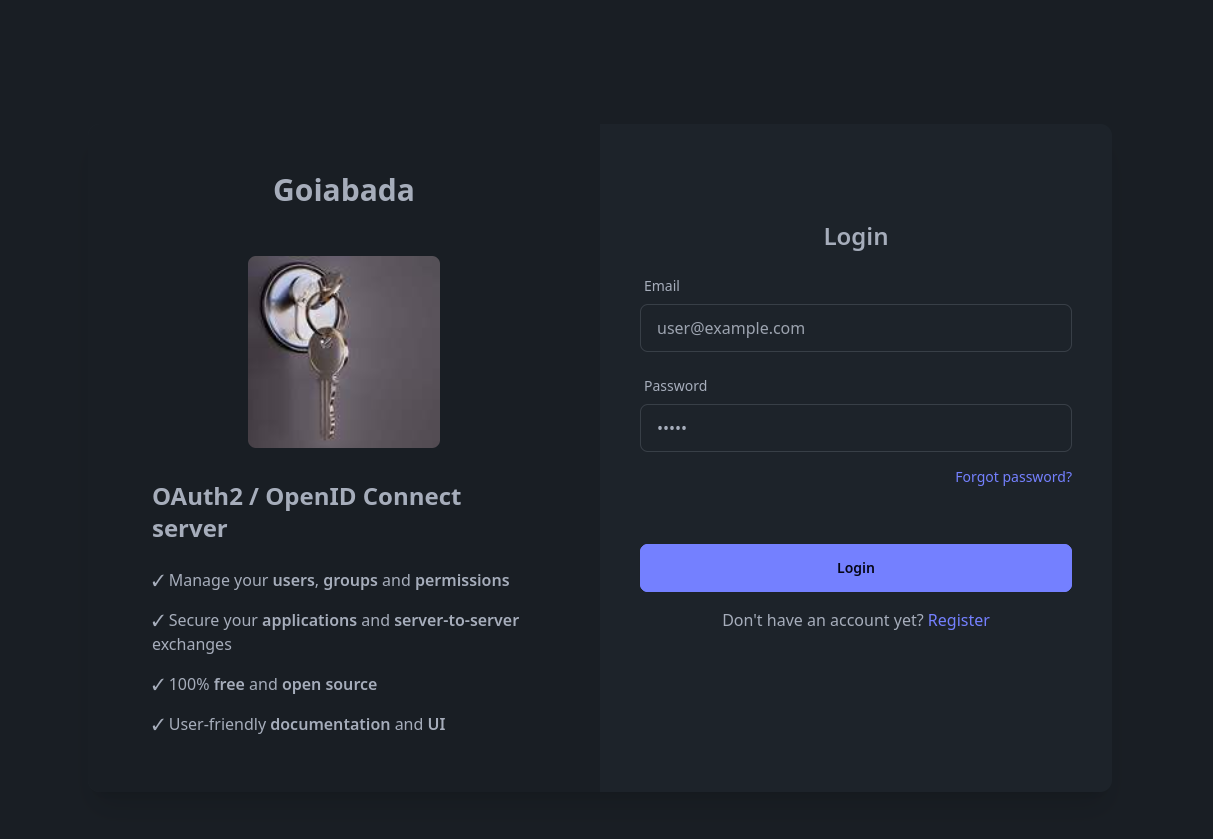 Goiabada
OAuth2 / OpenID Connect
server
✓ Manage your users, groups and permissions
✓ Secure your applications and server-to-server
exchanges
✓ 100% free and open source
✓ User-friendly documentation and UI
Login
Email
user@example.com
Password
•••••
Forgot password?
Login
Don't have an account yet? Register